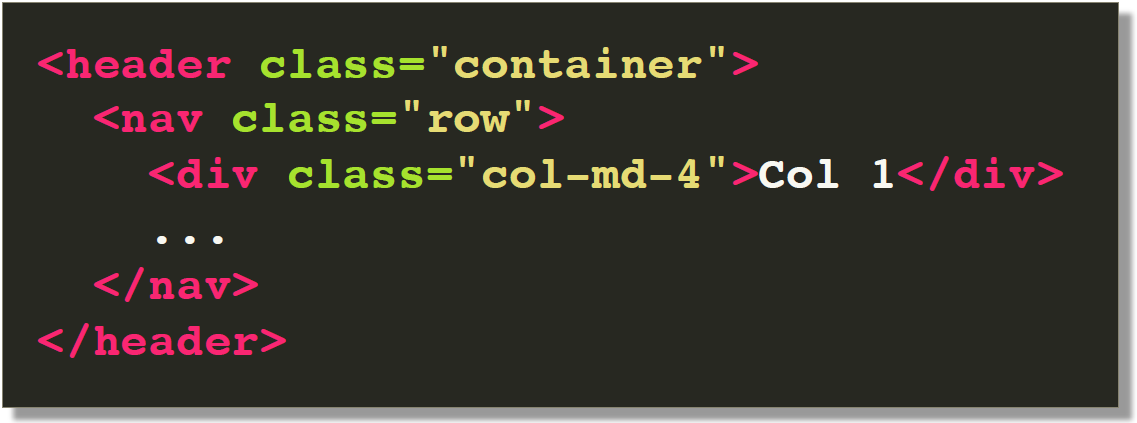 <header class="container">
<nav class="row">
<div class="col-md-4">Col 1</div>
...
</nav>
</header>